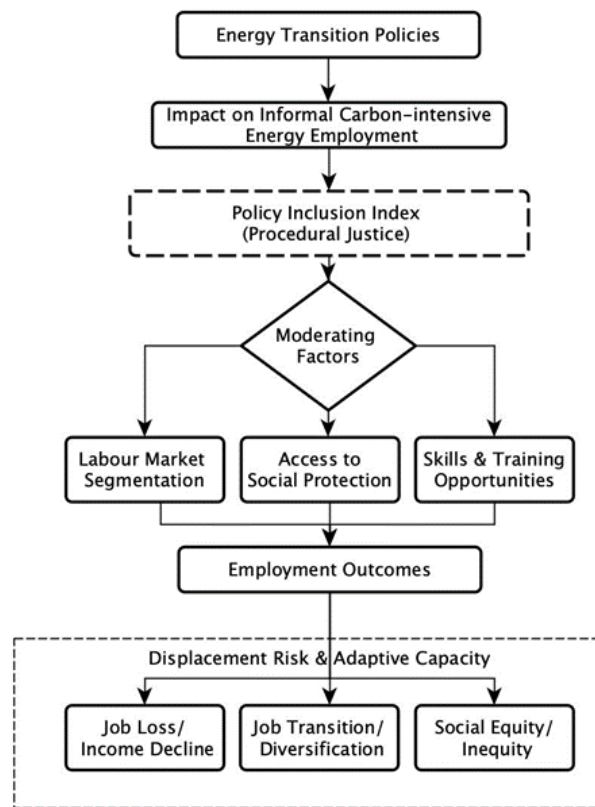 Energy Transition Policies
Impact on Informal Carbon-intensive
Energy Employment
Policy Inclusion Index
(Procedural Justice)
Moderating
Factors
Labour Market
Segmentation
Access to
Social Protection
Skills & Training
Opportunities
Employment Outcomes
Displacement Risk & Adaptive Capacity
Job Loss/
Income Decline
Job Transition/
Diversification
Social Equity/
Inequity